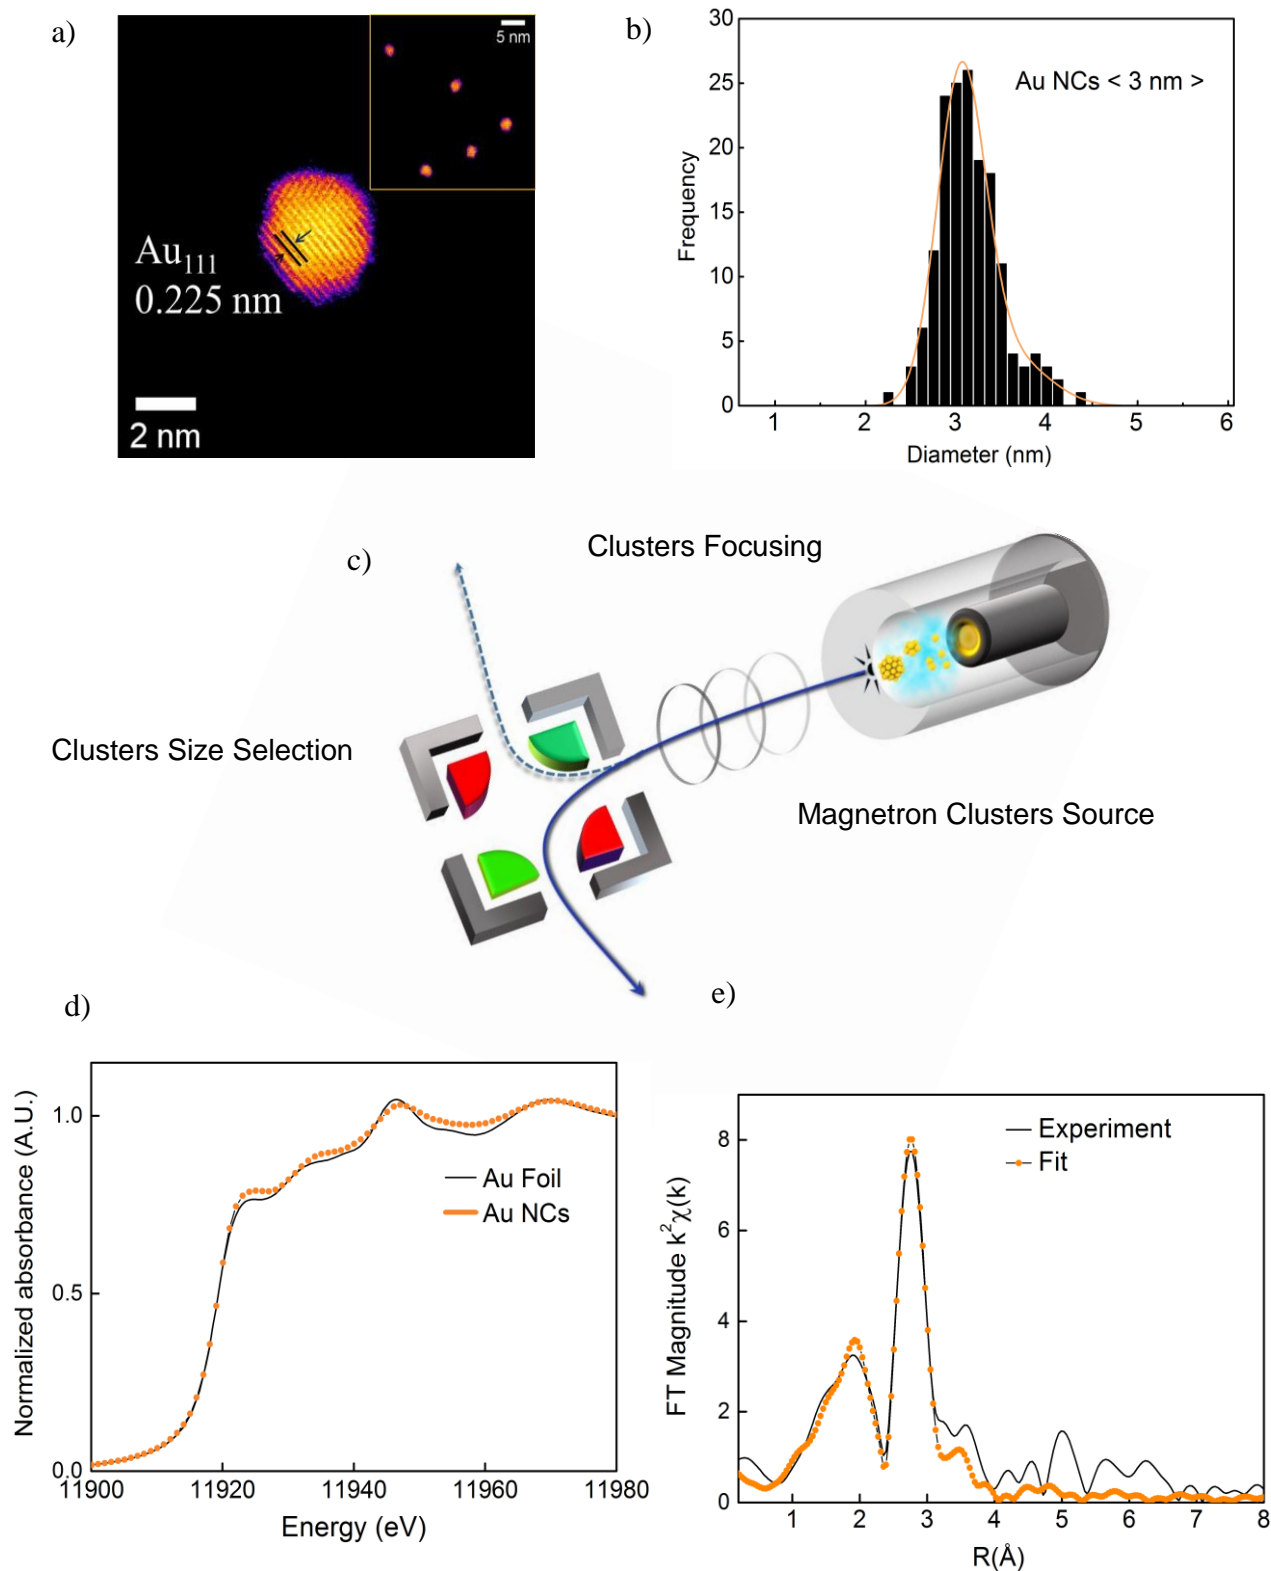 a)
5 nm
Au₁₁₁
0.225 nm
2 nm
b)
30
25
20
15
10
5
0
Frequency
Au NCs < 3 nm >
1 2 3 4 5 6
Diameter (nm)
c)
Clusters Focusing
Clusters Size Selection
Magnetron Clusters Source
d)
Normalized absorbance (A.U.)
1.0
0.5
0.0
Au Foil
Au NCs
11900 11920 11940 11960 11980
Energy (eV)
e)
FT Magnitude k²χ(k)
8
6
4
2
0
Experiment
Fit
1 2 3 4 5 6 7 8
R(Å)